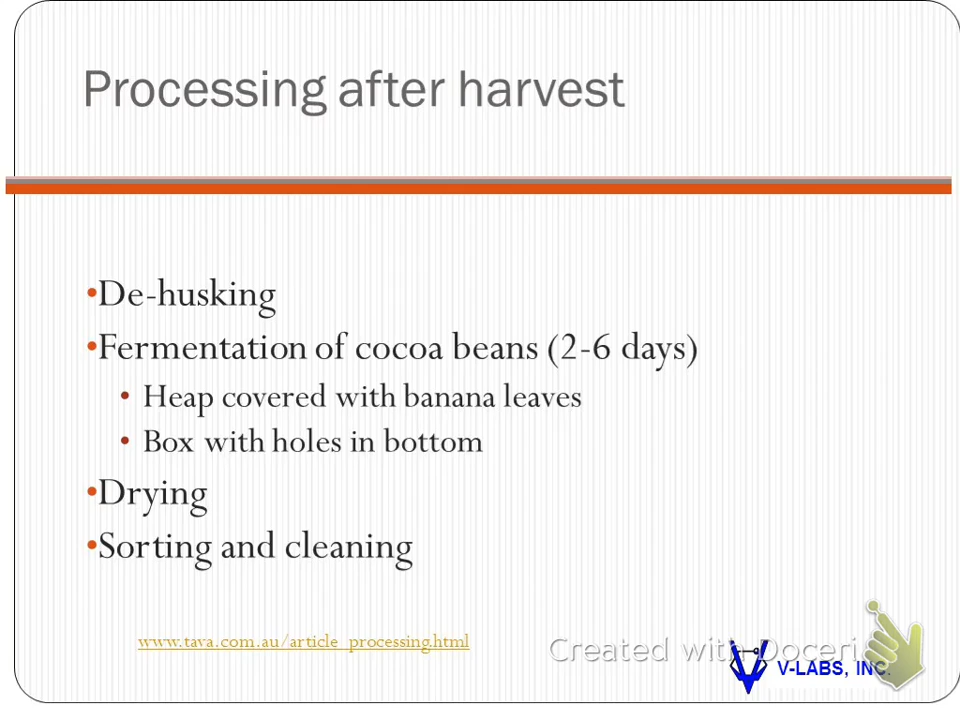 Processing after harvest
•De-husking
•Fermentation of cocoa beans (2-6 days)
• Heap covered with banana leaves
• Box with holes in bottom
•Drying
•Sorting and cleaning
www.tava.com.au/article_processing.html
Created with Doceri
V-LABS, INC.